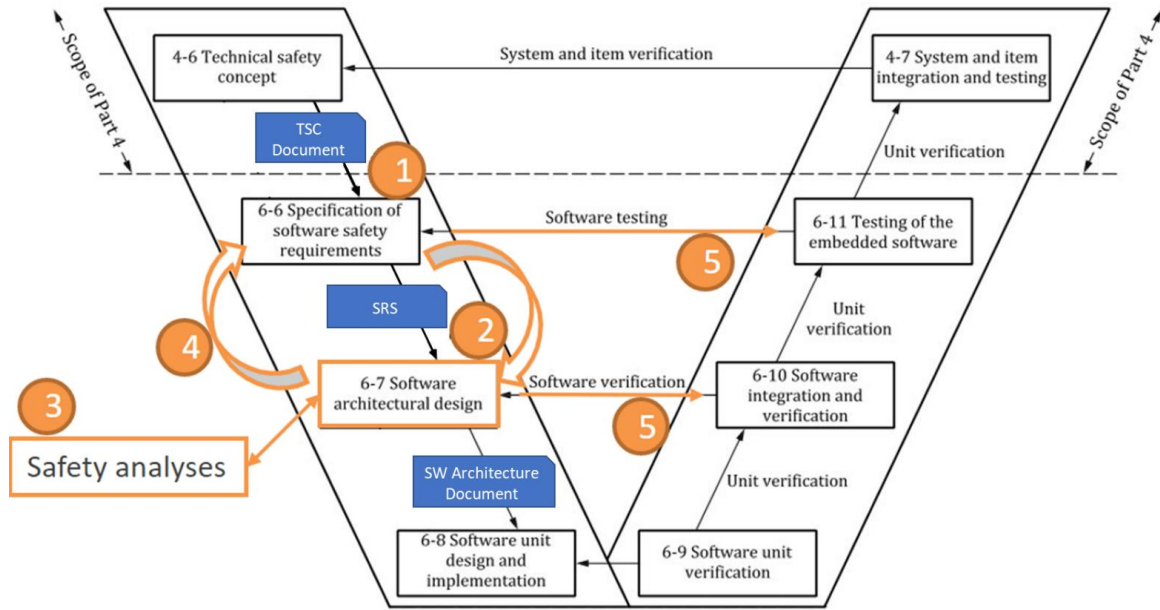 ← Scope of Part 4 →
4-6 Technical safety
concept
System and item verification
4-7 System and item
integration and testing
← Scope of Part 4 →
TSC
Document
1
Unit verification
6-6 Specification of
software safety
requirements
Software testing
6-11 Testing of the
embedded software
5
SRS
2
Unit
verification
4
6-7 Software
architectural design
Software verification
6-10 Software
integration and
verification
3
5
Safety analyses
SW Architecture
Document
Unit verification
6-8 Software unit
design and
implementation
6-9 Software unit
verification